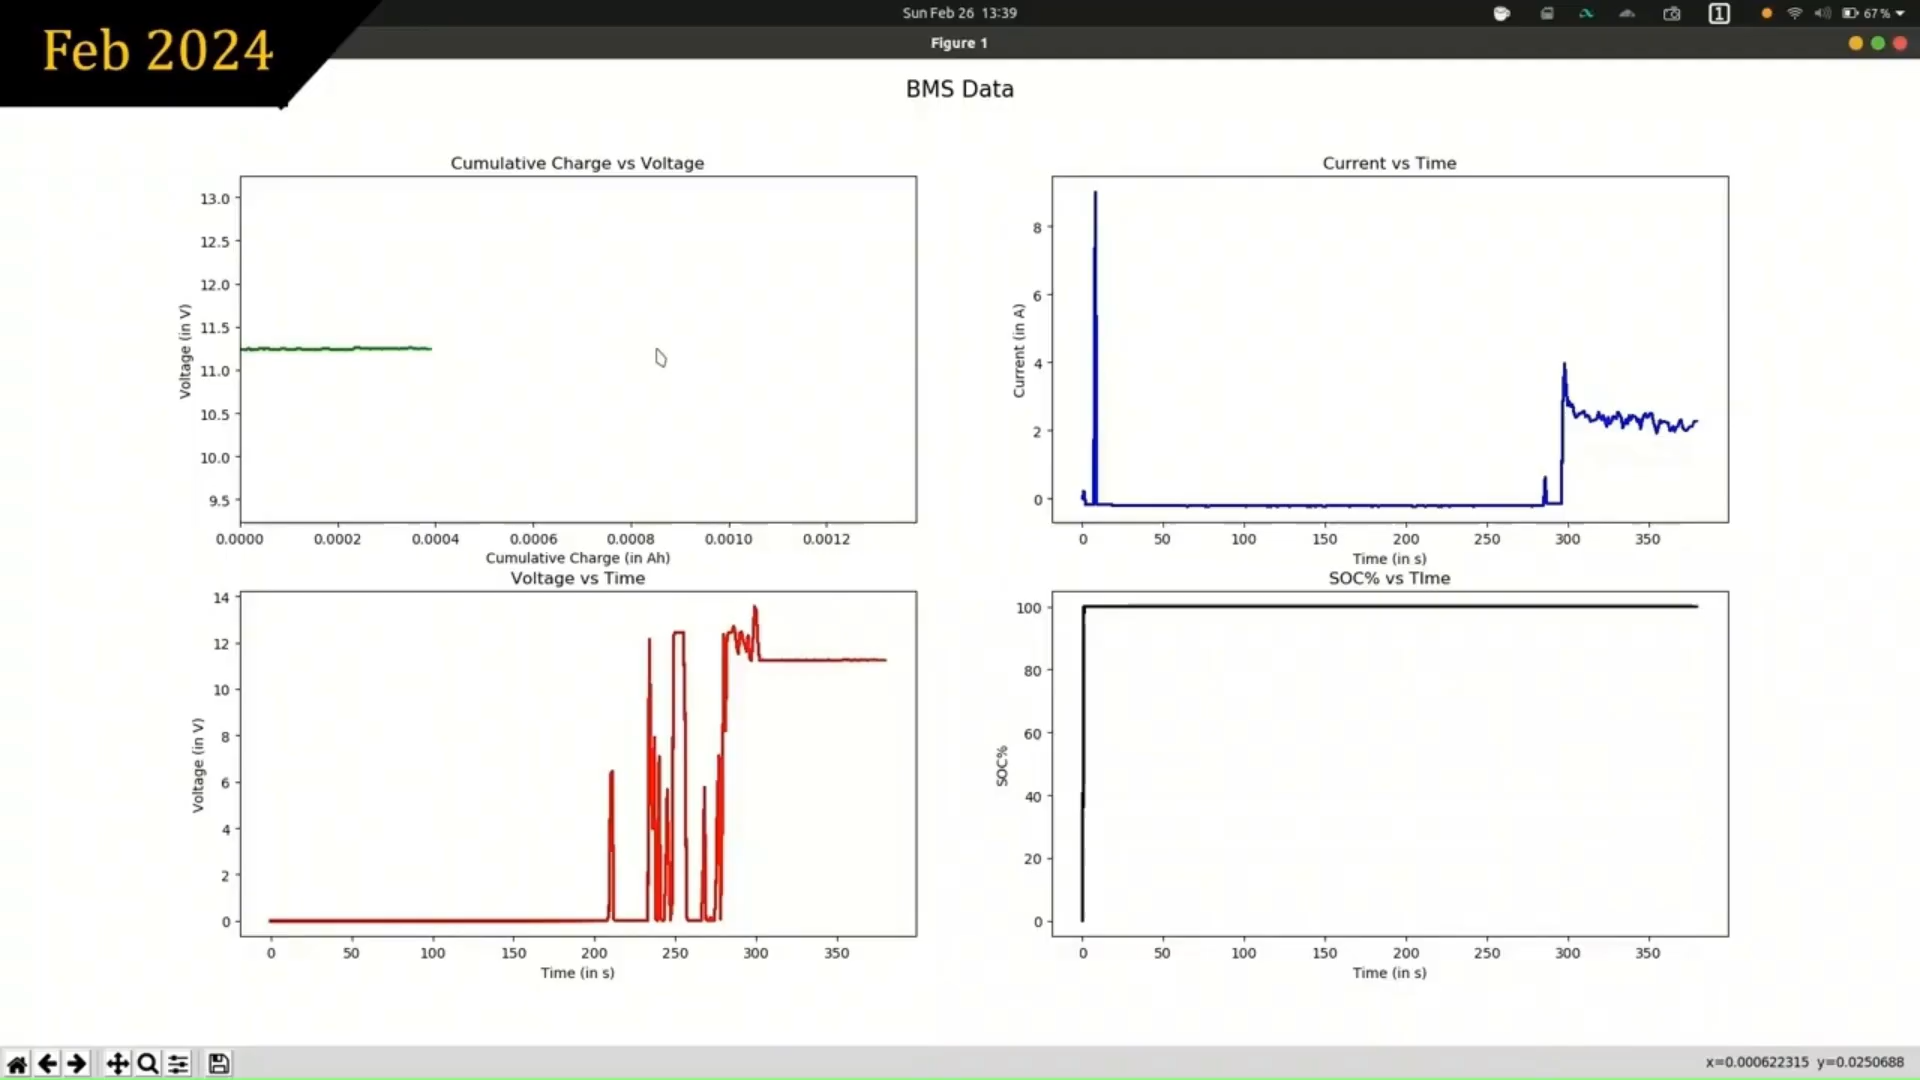 Feb 2024
Sun Feb 26 13:39
1
67 %
Figure 1
BMS Data
Cumulative Charge vs Voltage
Voltage (in V)
13.0
12.5
12.0
11.5
11.0
10.5
10.0
9.5
0.0000 0.0002 0.0004 0.0006 0.0008 0.0010 0.0012
Cumulative Charge (in Ah)
Current vs Time
Current (in A)
8
6
4
2
0
0 50 100 150 200 250 300 350
Time (in s)
Voltage vs Time
Voltage (in V)
14
12
10
8
6
4
2
0
0 50 100 150 200 250 300 350
Time (in s)
SOC% vs TIme
SOC%
100
80
60
40
20
0
0 50 100 150 200 250 300 350
Time (in s)
x=0.000622315 y=0.0250688